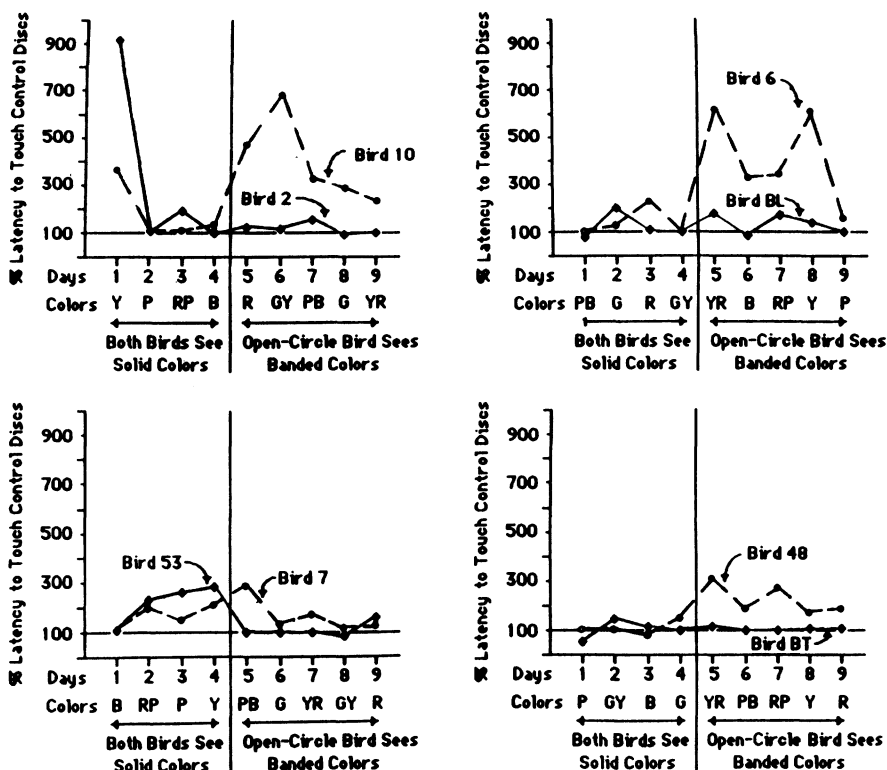 % Latency to Touch Control Discs
900
700
500
300
100
Bird 10
Bird 2
Days 1 2 3 4 5 6 7 8 9
Colors Y P RP B R GY PB G YR
Both Birds See
Solid Colors
Open-Circle Bird Sees
Banded Colors
% Latency to Touch Control Discs
900
700
500
300
100
Bird 6
Bird BL
Days 1 2 3 4 5 6 7 8 9
Colors PB G R GY YR B RP Y P
Both Birds See
Solid Colors
Open-Circle Bird Sees
Banded Colors
% Latency to Touch Control Discs
900
700
500
300
100
Bird 53
Bird 7
Days 1 2 3 4 5 6 7 8 9
Colors B RP P Y PB G YR GY R
Both Birds See
Solid Colors
Open-Circle Bird Sees
Banded Colors
% Latency to Touch Control Discs
900
700
500
300
100
Bird 48
Bird BT
Days 1 2 3 4 5 6 7 8 9
Colors P GY B G YR PB RP Y R
Both Birds See
Solid Colors
Open-Circle Bird Sees
Banded Colors